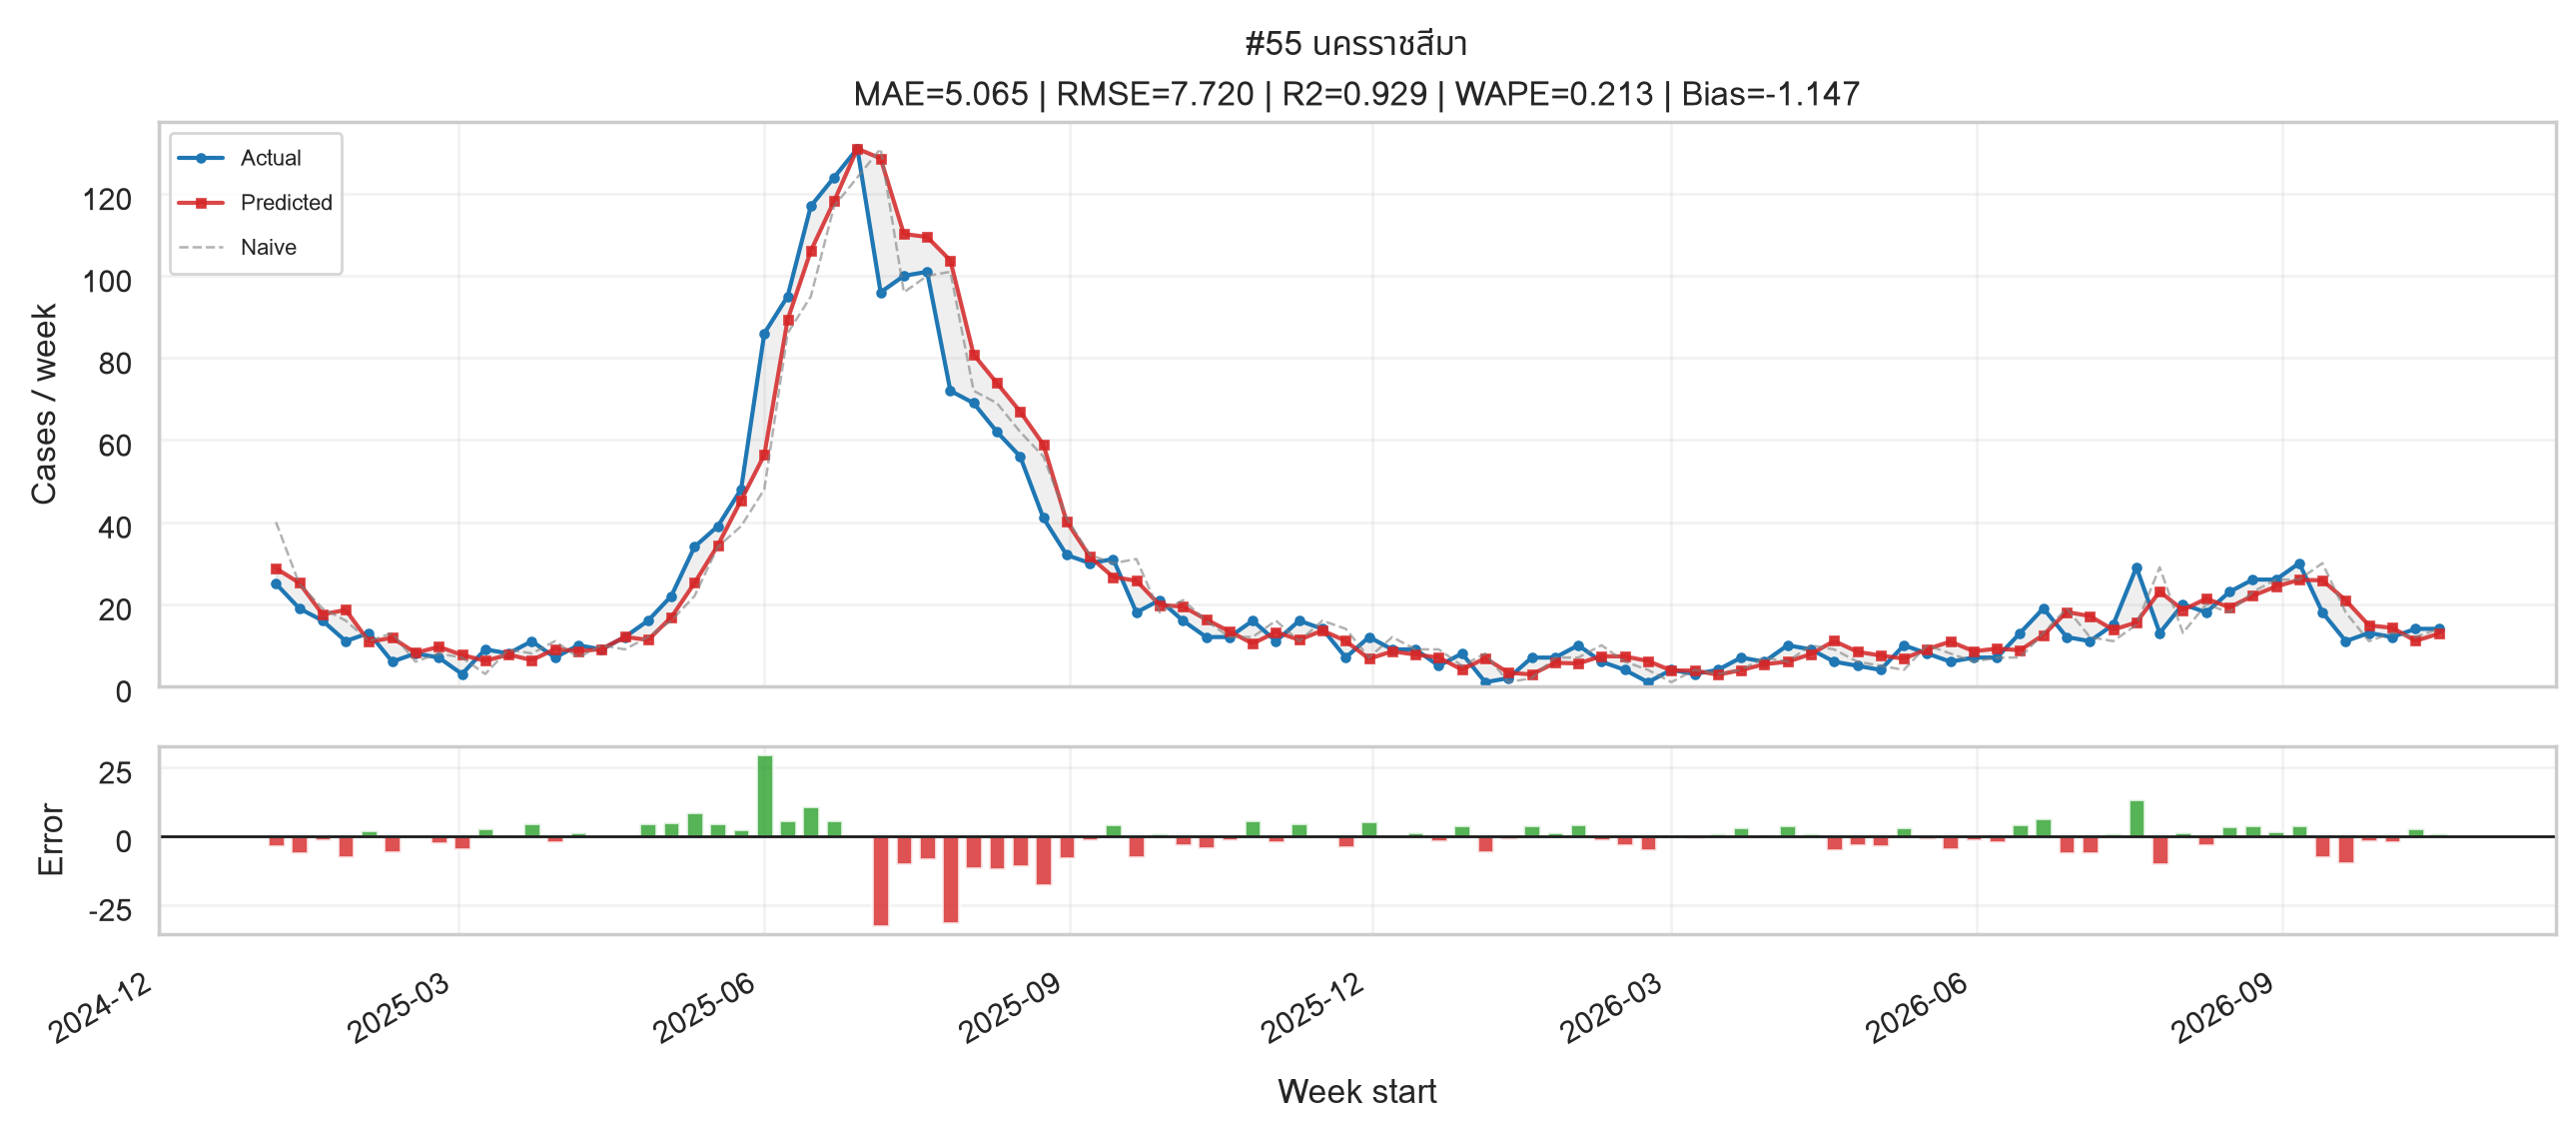 #55 นครราชสีมา
MAE=5.065 | RMSE=7.720 | R2=0.929 | WAPE=0.213 | Bias=-1.147
Actual
Predicted
Naive
Cases / week
120
100
80
60
40
20
0
Error
25
0
-25
2024-12
2025-03
2025-06
2025-09
2025-12
2026-03
2026-06
2026-09
Week start